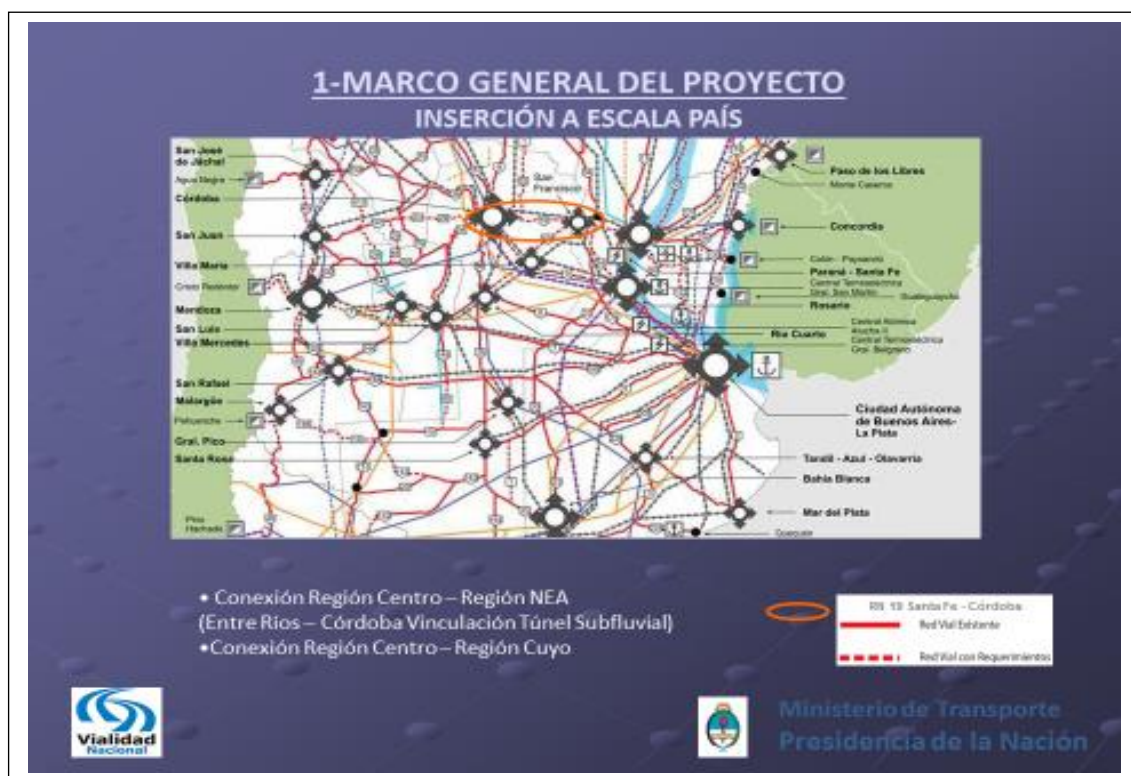 1-MARCO GENERAL DEL PROYECTO
INSERCIÓN A ESCALA PAÍS
San José
de Jáchal
Agua Negra
Córdoba
San Juan
Villa María
Cristo Redentor
Mendoza
San Luis
Villa Mercedes
San Rafael
Malargüe
Pehuenche
Gral. Pico
Santa Rosa
Pino
Hachado
San
Francisco
Paso de los Libres
Monte Caseros
Concordia
Colón - Paysandú
Paraná - Santa Fe
Central Termoeléctrica
Gral. San Martín
Gualeguaychú
Rosario
Central Atómica
Atucha II
Río Cuarto
Central Termoeléctrica
Gral. Belgrano
Ciudad Autónoma
de Buenos Aires-
La Plata
Tandil - Azul - Olavarría
Bahía Blanca
Mar del Plata
• Conexión Región Centro – Región NEA
(Entre Ríos – Córdoba Vinculación Túnel Subfluvial)
•Conexión Región Centro – Región Cuyo
RN 19 Santa Fe - Córdoba
Red Vial Existente
Red Vial con Requerimientos
Vialidad
Nacional
Ministerio de Transporte
Presidencia de la Nación